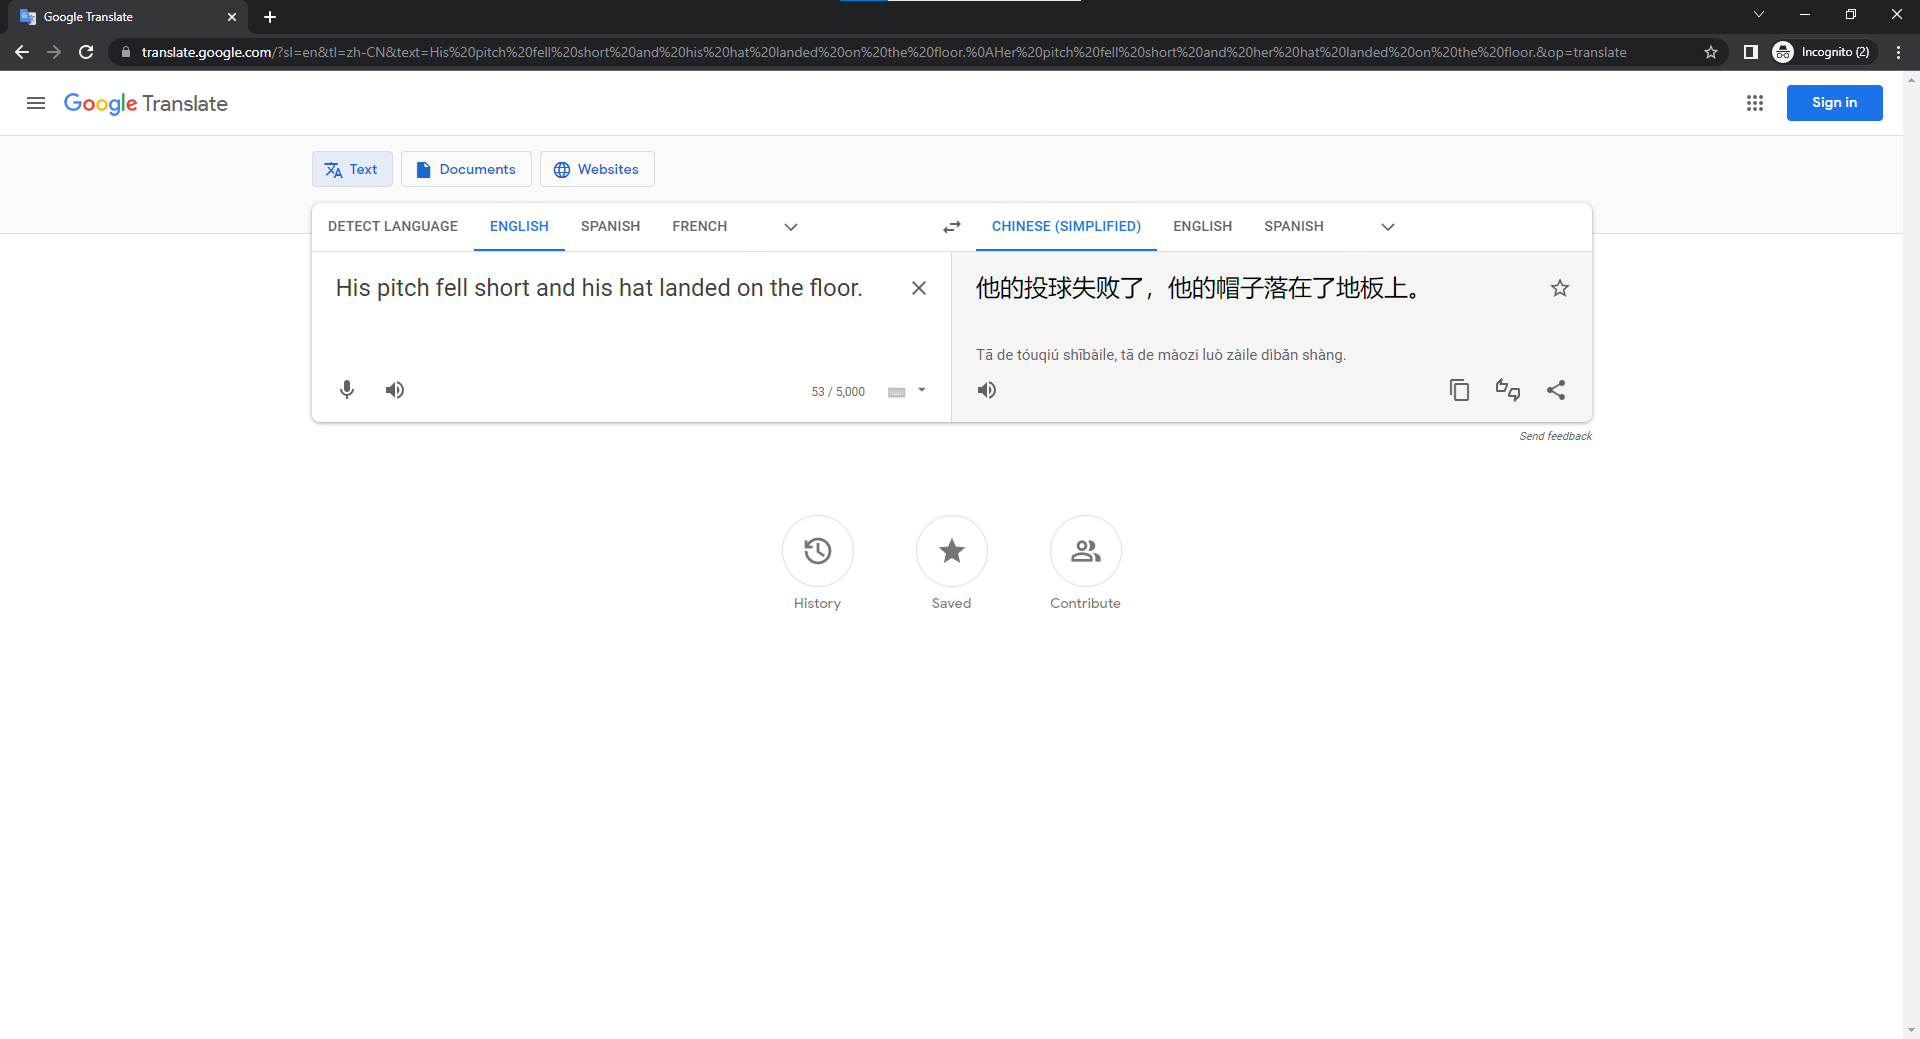 Google Translate
Incognito (2)
translate.google.com/?sl=en&tl=zh-CN&text=His%20pitch%20fell%20short%20and%20his%20hat%20landed%20on%20the%20floor.%0AHer%20pitch%20fell%20short%20and%20her%20hat%20landed%20on%20the%20floor.&op=translate
Google Translate
Sign in
Text
Documents
Websites
DETECT LANGUAGE
ENGLISH
SPANISH
FRENCH
CHINESE (SIMPLIFIED)
ENGLISH
SPANISH
His pitch fell short and his hat landed on the floor.
他的投球失败了，他的帽子落在了地板上。
Tā de tóuqiú shībàile, tā de màozi luò zàile dìbǎn shàng.
53 / 5,000
Send feedback
History
Saved
Contribute